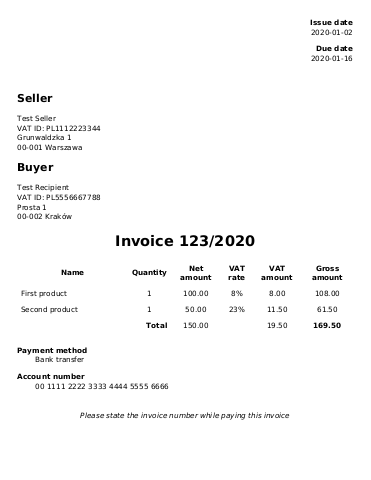 Issue date
2020-01-02
Due date
2020-01-16
Seller
Test Seller
VAT ID: PL1112223344
Grunwaldzka 1
00-001 Warszawa
Buyer
Test Recipient
VAT ID: PL5556667788
Prosta 1
00-002 Kraków
Invoice 123/2020
Name Quantity Net amount VAT rate VAT amount Gross amount
First product 1 100.00 8% 8.00 108.00
Second product 1 50.00 23% 11.50 61.50
Total 150.00 19.50 169.50
Payment method
Bank transfer
Account number
00 1111 2222 3333 4444 5555 6666
Please state the invoice number while paying this invoice